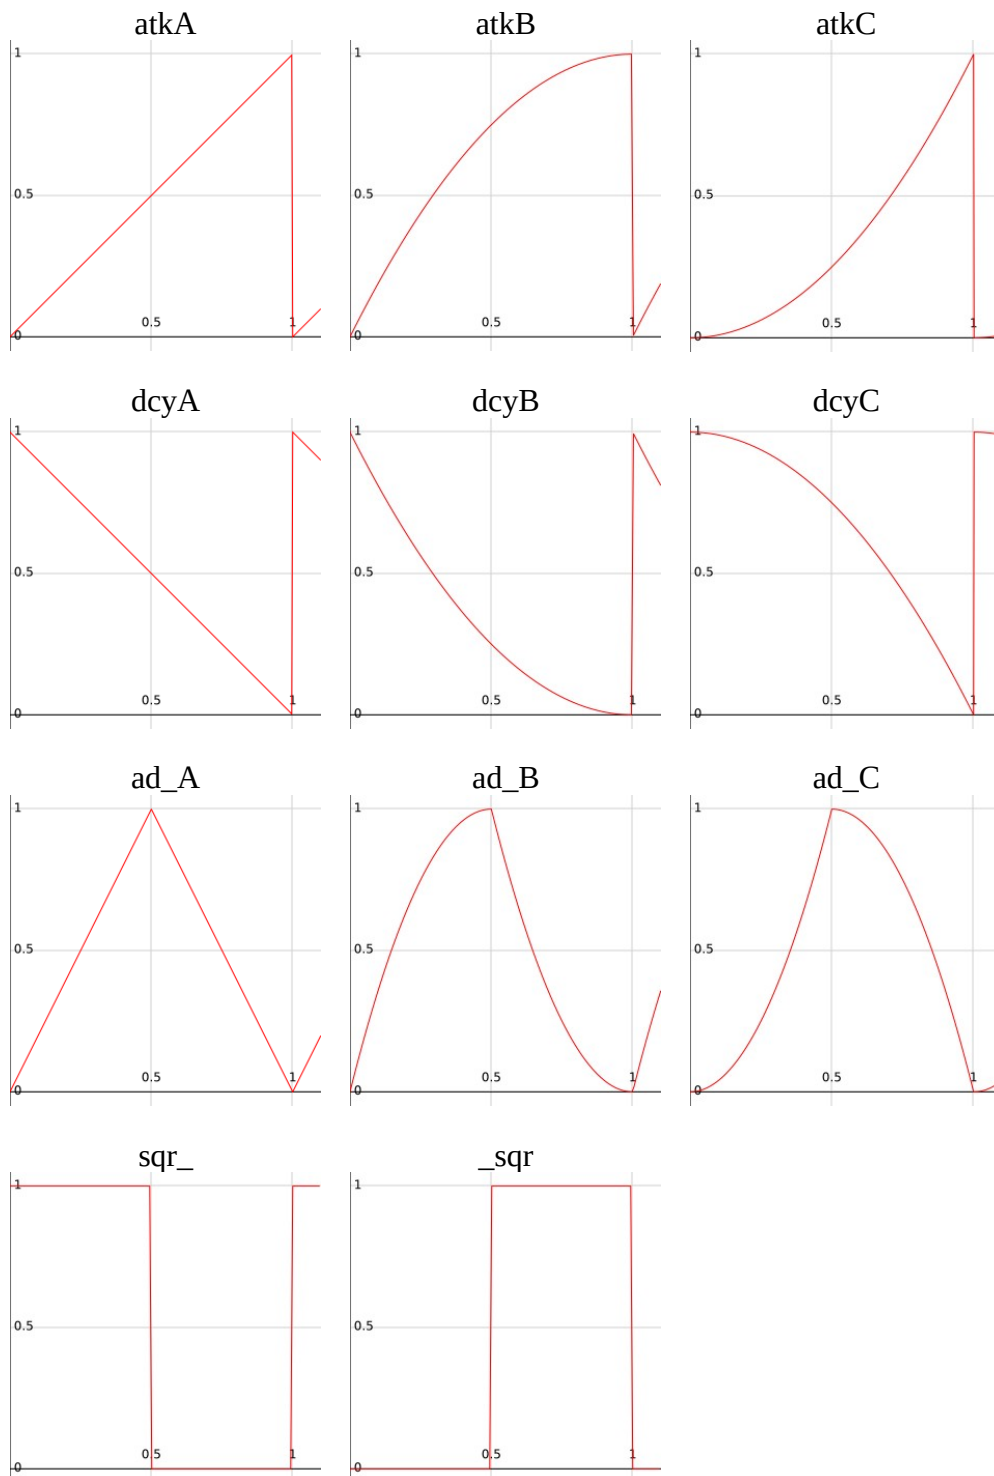 atkA atkB atkC
1 1 1
0.5 0.5 0.5
0.5 1 0.5 1 0.5 1
0 0 0
dcyA dcyB dcyC
1 1 1
0.5 0.5 0.5
0.5 1 0.5 1 0.5 1
0 0 0
ad_A ad_B ad_C
1 1 1
0.5 0.5 0.5
0.5 1 0.5 1 0.5 1
0 0 0
sqr_ _sqr
1 1
0.5 0.5
0.5 1 0.5 1
0 0